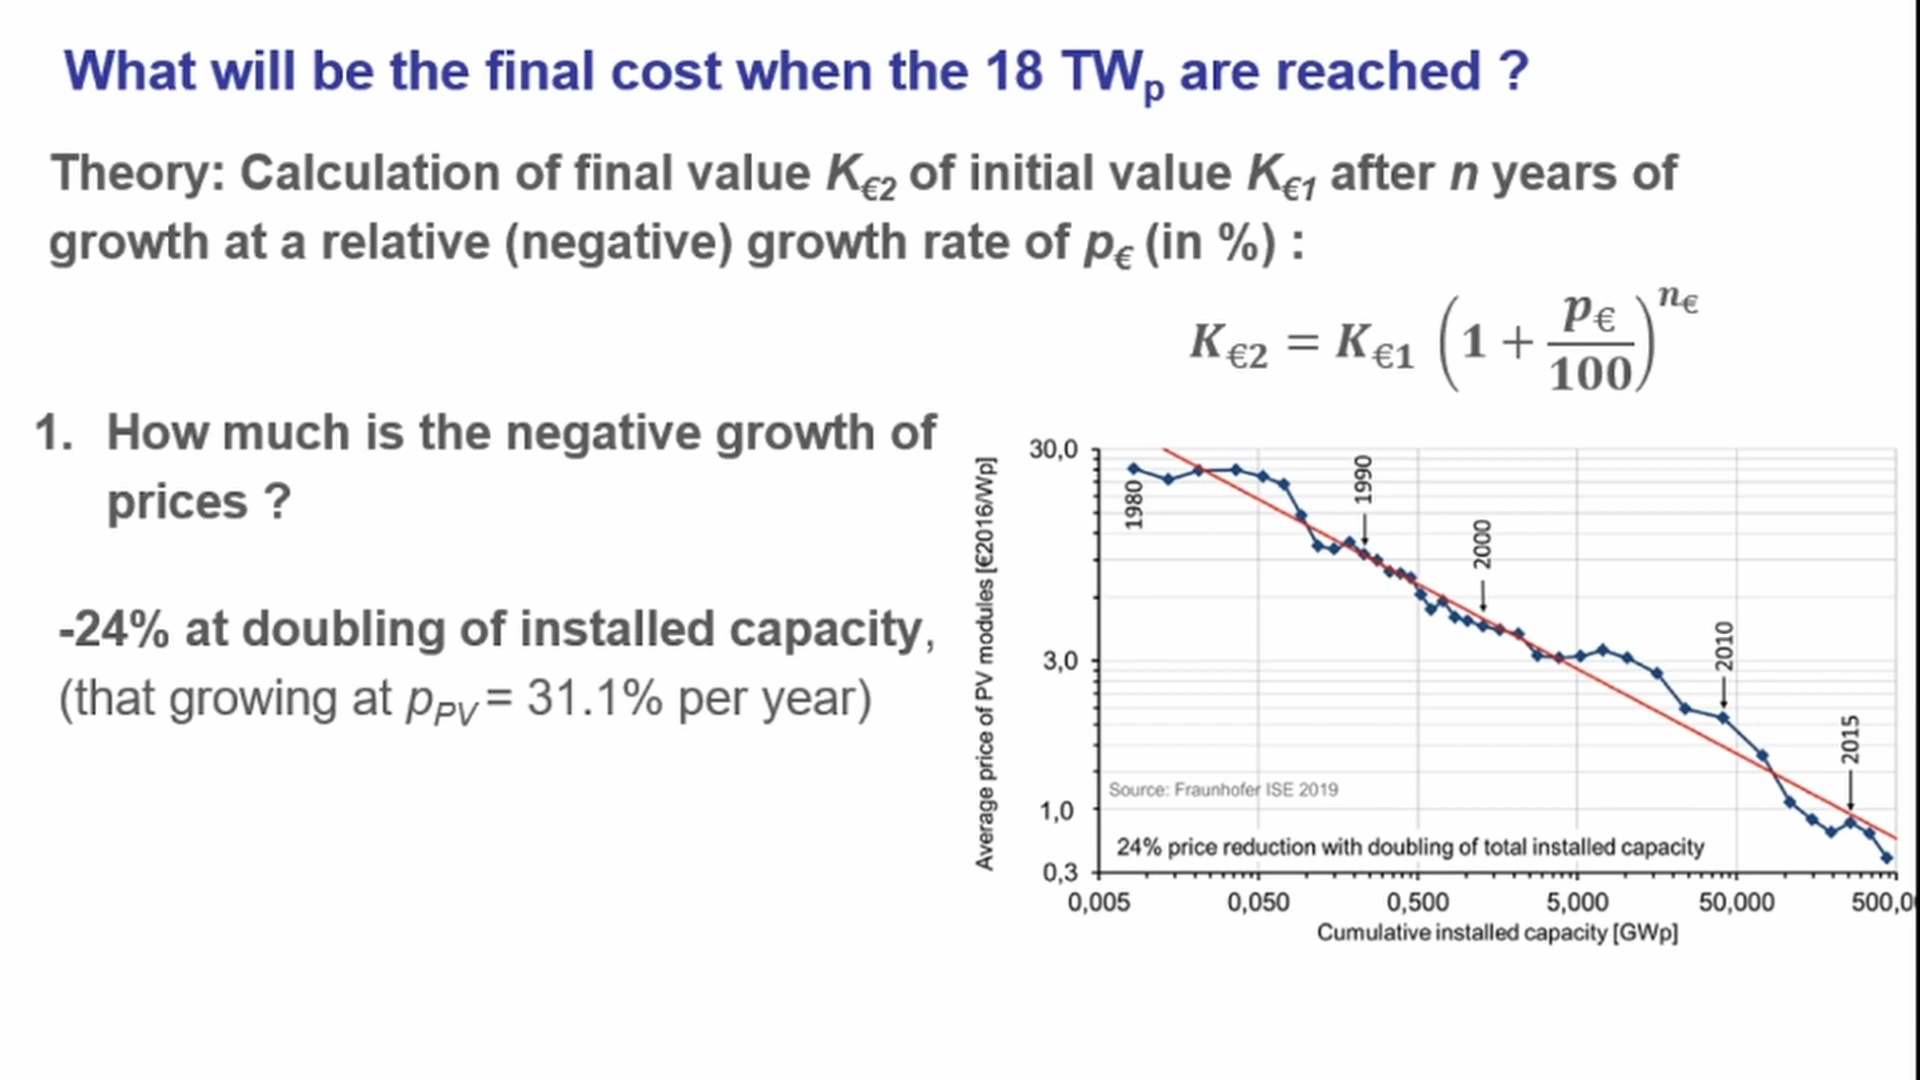 What will be the final cost when the 18 TWp are reached ?
Theory: Calculation of final value K€2 of initial value K€1 after n years of
growth at a relative (negative) growth rate of p€ (in %) :
K€2 = K€1 (1 + p€/100)^n€
1. How much is the negative growth of
prices ?
-24% at doubling of installed capacity,
(that growing at pPV = 31.1% per year)
Average price of PV modules [€2016/Wp]
30,0
3,0
1,0
0,3
1980
1990
2000
2010
2015
Source: Fraunhofer ISE 2019
24% price reduction with doubling of total installed capacity
0,005 0,050 0,500 5,000 50,000 500,0
Cumulative installed capacity [GWp]